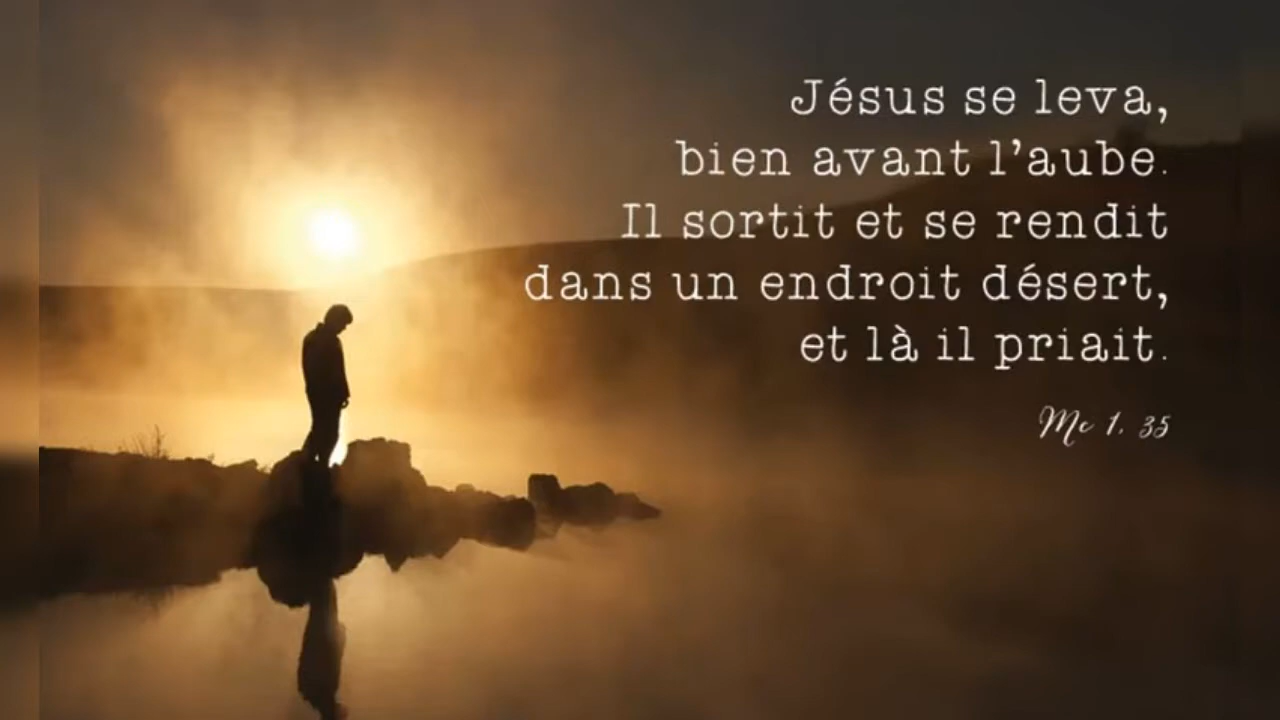 Jésus se leva,
bien avant l’aube.
Il sortit et se rendit
dans un endroit désert,
et là il priait.
Mc 1, 35